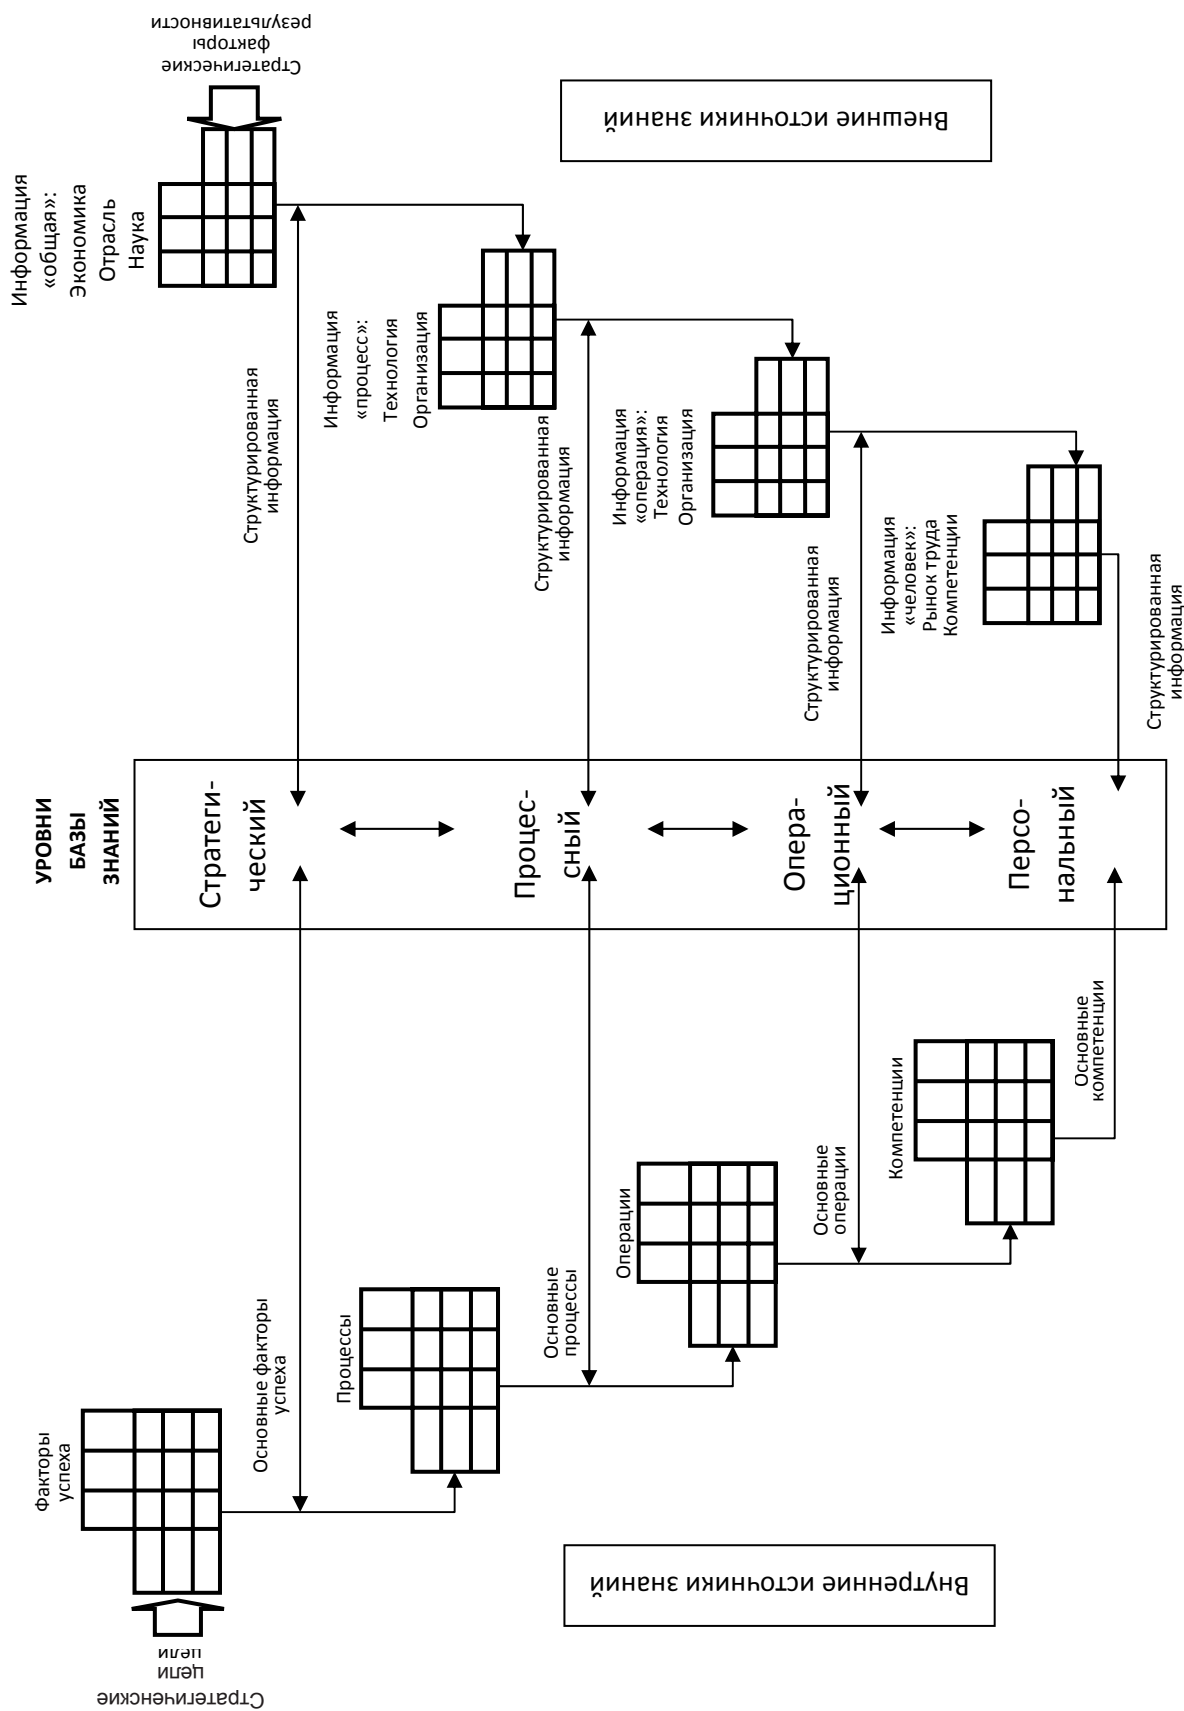 Стратегиченские
цели
цели
Факторы
успеха
УРОВНИ
БАЗЫ
ЗНАНИЙ
Информация
«общая»:
Экономика
Отрасль
Наука
Стратегические
факторы
результативности
Основные факторы
успеха
Стратеги-
ческий
Структурированная
информация
Процессы
Информация
«процесс»:
Технология
Организация
Основные
процессы
Процес-
сный
Структурированная
информация
Операции
Информация
«операция»:
Технология
Организация
Основные
операции
Опера-
ционный
Структурированная
информация
Компетенции
Информация
«человек»:
Рынок труда
Компетенции
Основные
компетенции
Персо-
нальный
Структурированная
информация
Внутренние источники знаний
Внешние источники знаний